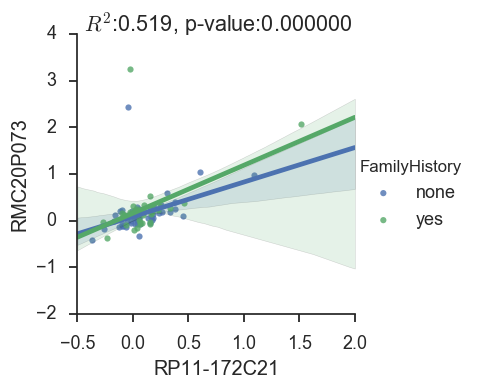 R²:0.519, p-value:0.000000
4
3
2
1
0
−1
−2
RMC20P073
−0.5 0.0 0.5 1.0 1.5 2.0
RP11-172C21
FamilyHistory
none
yes